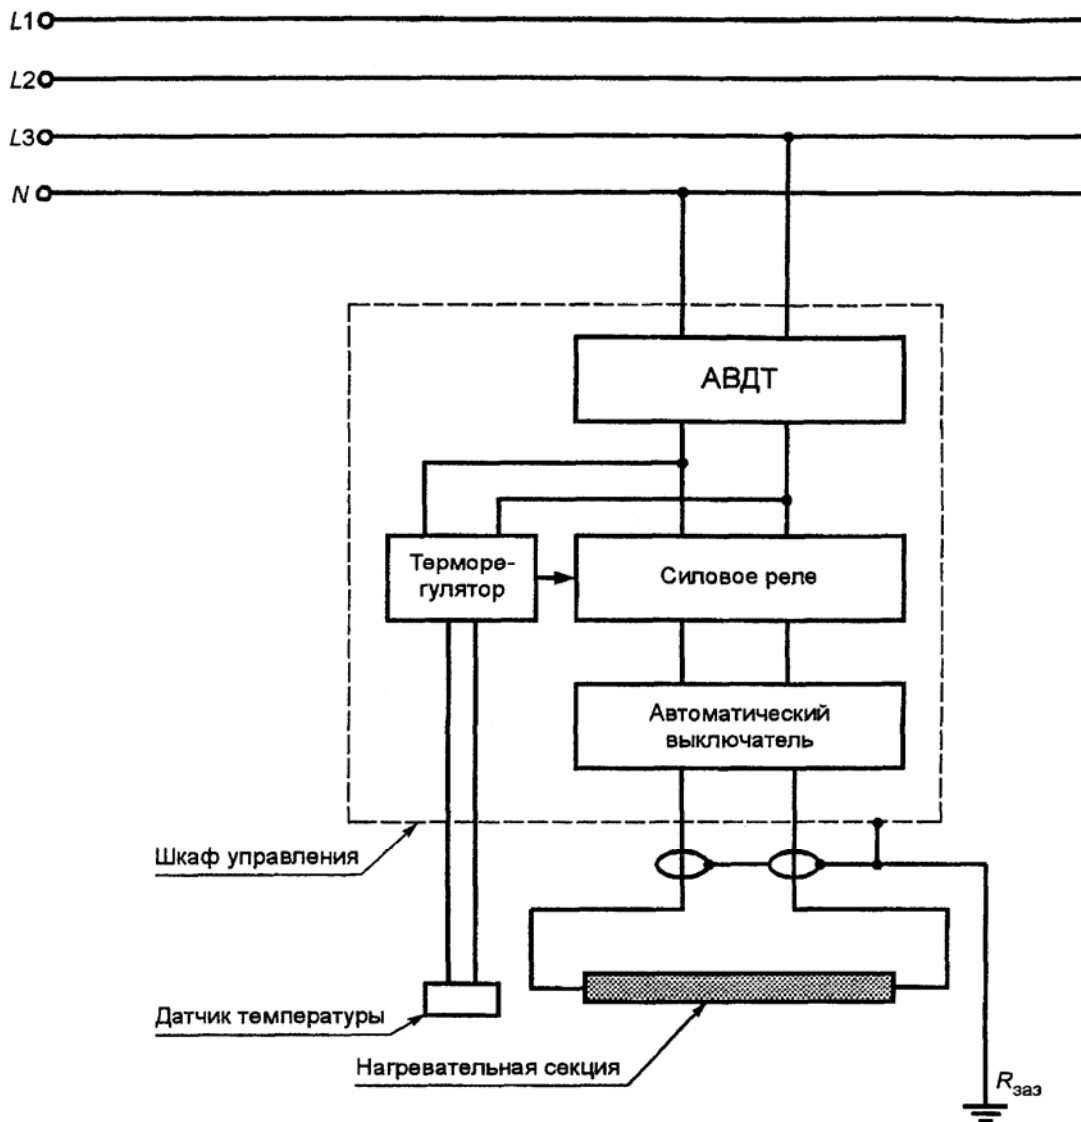 L1
L2
L3
N
АВДТ
Терморе-
гулятор
Силовое реле
Автоматический
выключатель
Шкаф управления
Датчик температуры
Нагревательная секция
Rзаз